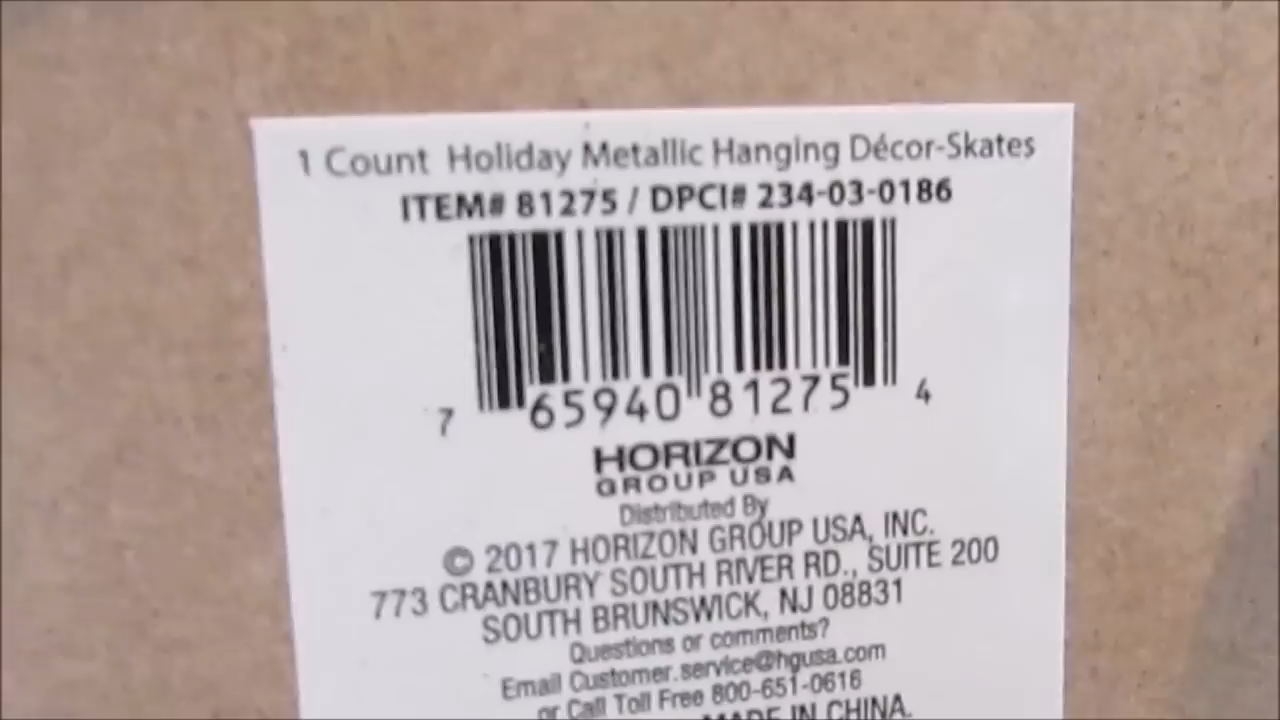 1 Count Holiday Metallic Hanging Décor-Skates
ITEM# 81275 / DPCI# 234-03-0186
7 65940 81275 4
HORIZON
GROUP USA
Distributed By
© 2017 HORIZON GROUP USA, INC.
773 CRANBURY SOUTH RIVER RD., SUITE 200
SOUTH BRUNSWICK, NJ 08831
Questions or comments?
Email Customer.service@hgusa.com
or Call Toll Free 800-651-0616
MADE IN CHINA.